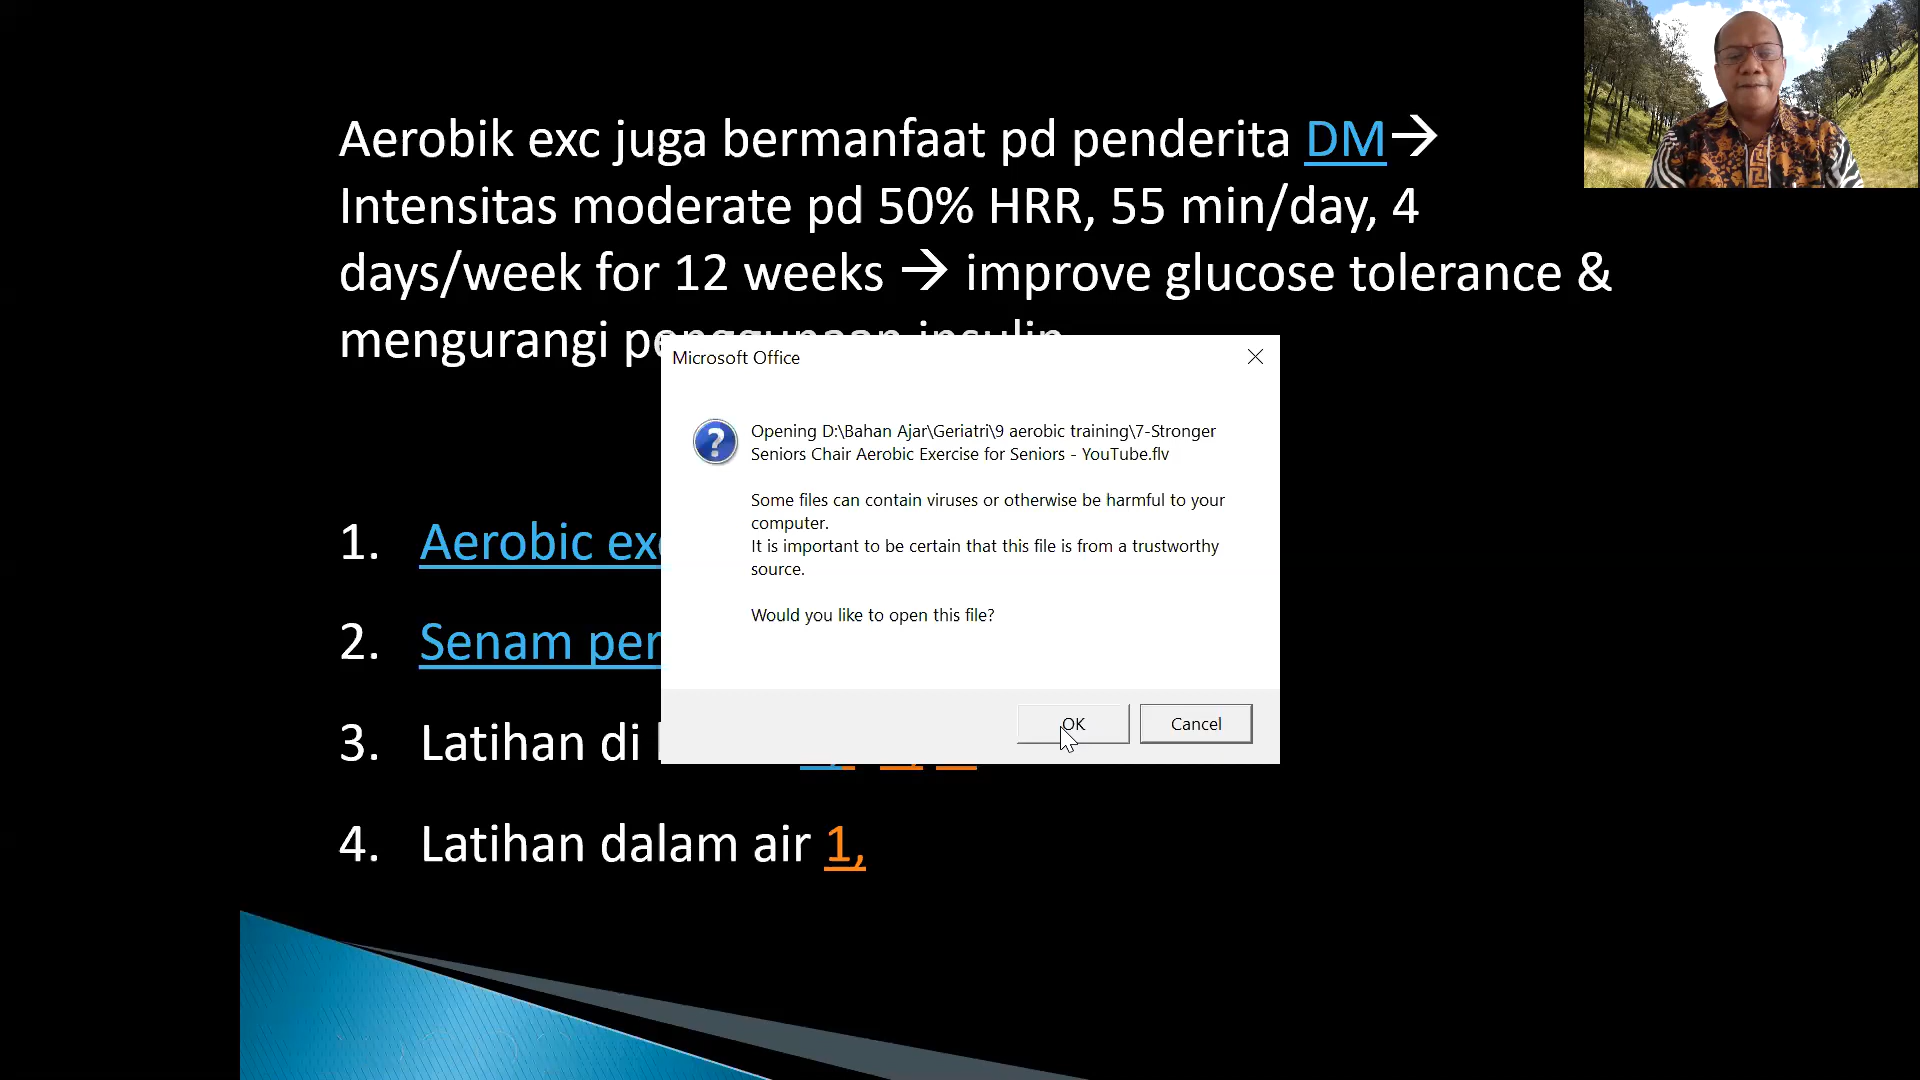 Aerobik exc juga bermanfaat pd penderita DM→
Intensitas moderate pd 50% HRR, 55 min/day, 4
days/week for 12 weeks → improve glucose tolerance &
mengurangi penggunaan insulin
Microsoft Office
Opening D:\Bahan Ajar\Geriatri\9 aerobic training\7-Stronger
Seniors Chair Aerobic Exercise for Seniors - YouTube.flv
Some files can contain viruses or otherwise be harmful to your
computer.
It is important to be certain that this file is from a trustworthy
source.
Would you like to open this file?
OK
Cancel
1. Aerobic
2. Senam
3. Latihan di
4. Latihan dalam air 1,